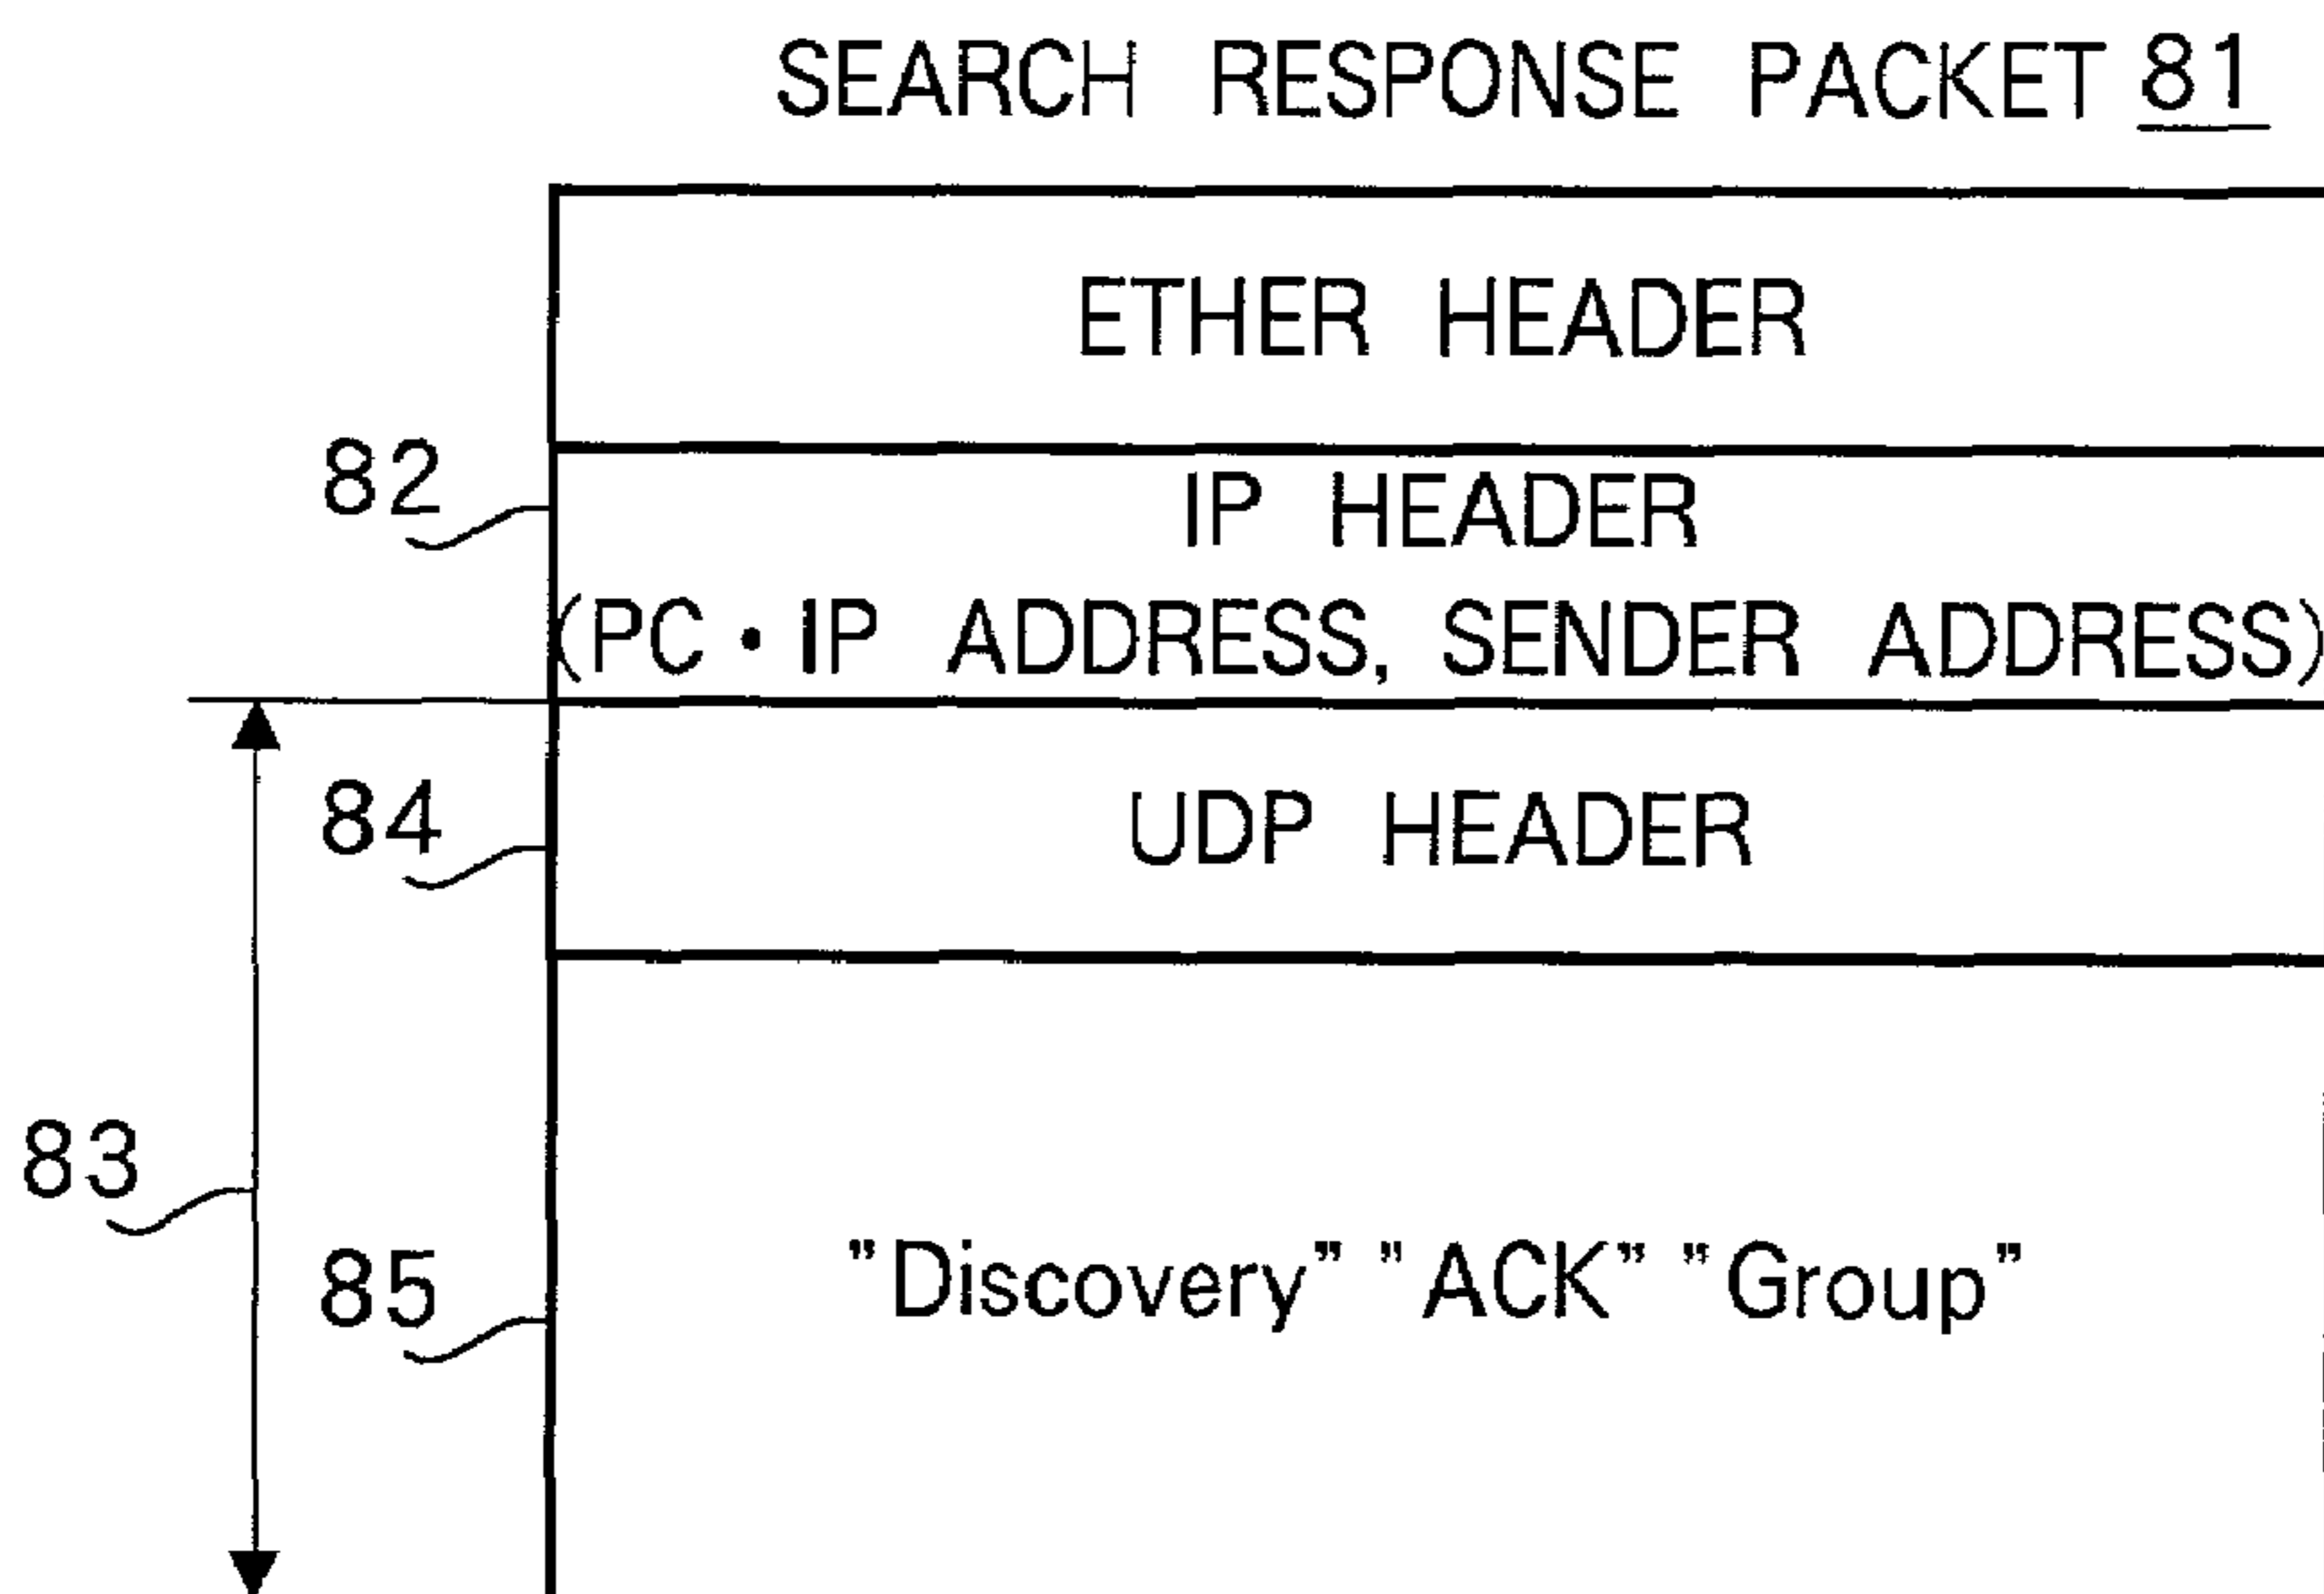 SEARCH RESPONSE PACKET 81
ETHER HEADER
82
IP HEADER
(PC・IP ADDRESS, SENDER ADDRESS)
84
UDP HEADER
83
85
"Discovery" "ACK" "Group"